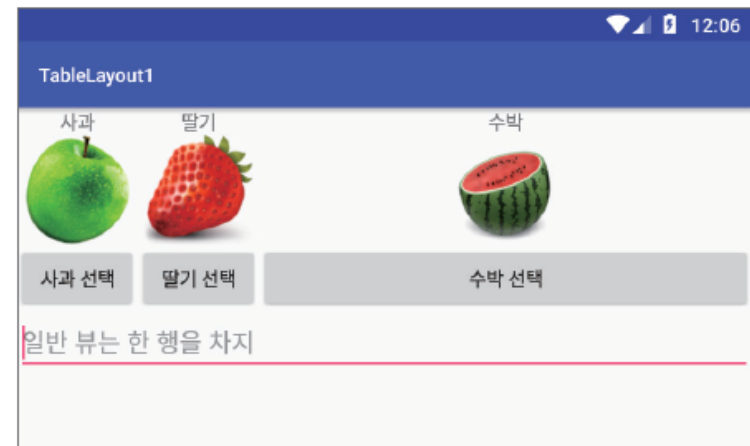 12:06
TableLayout1
사과 딸기 수박
사과 선택 딸기 선택 수박 선택
일반 뷰는 한 행을 차지